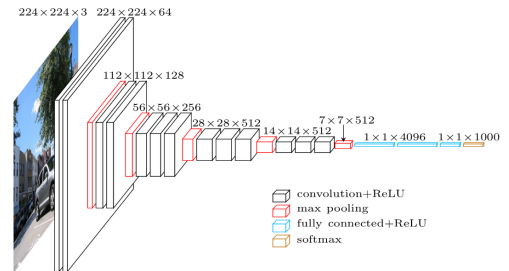 224×224×3
224×224×64
112×112×128
56×56×256
28×28×512
14×14×512
7×7×512
1×1×4096
1×1×1000
convolution+ReLU
max pooling
fully connected+ReLU
softmax